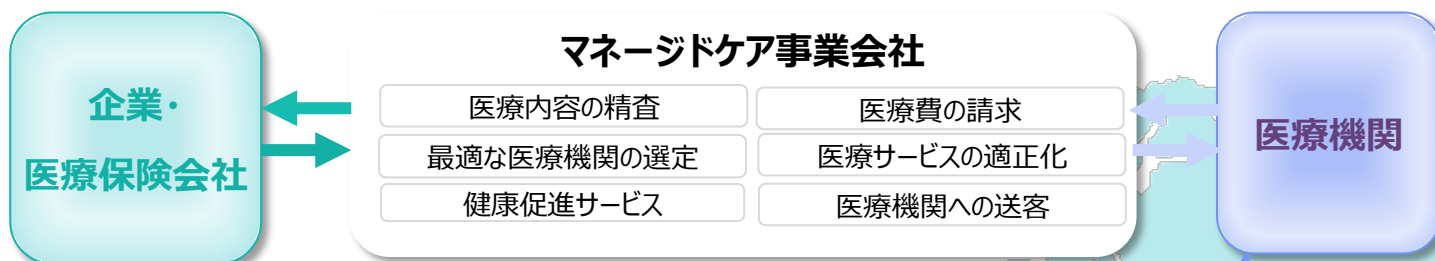 マネージドケア事業会社
企業・
医療保険会社
医療内容の精査
医療費の請求
最適な医療機関の選定
医療サービスの適正化
健康促進サービス
医療機関への送客
医療機関